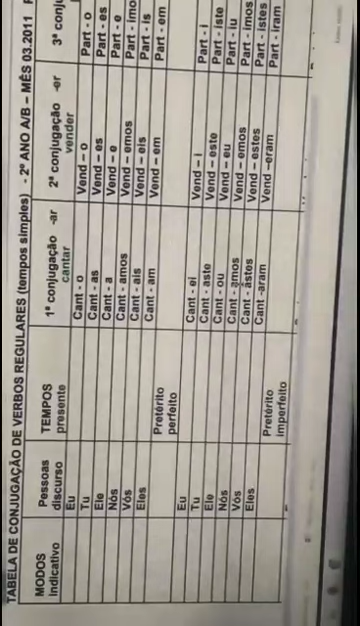 TABELA DE CONJUGAÇÃO DE VERBOS REGULARES (tempos simples) - 2º ANO A/B – MÊS 03.2011
MODOS Pessoas TEMPOS 1ª conjugação -ar 2ª conjugação -er 3ª conj
Indicativo discurso presente cantar vender
Eu Cant - o Vend – o Part - o
Tu Cant - as Vend – es Part - es
Ele Cant - a Vend – e Part - e
Nós Cant - amos Vend – emos Part - imo
Vós Cant - ais Vend – eis Part - is
Eles Cant - am Vend – em Part - em
Pretérito
perfeito
Eu Cant - ei Vend – i Part - i
Tu Cant - aste Vend – este Part - iste
Ele Cant - ou Vend – eu Part - iu
Nós Cant - amos Vend – emos Part - imos
Vós Cant - astes Vend – estes Part - istes
Eles Cant -aram Vend –eram Part - iram
Pretérito
Imperfeito